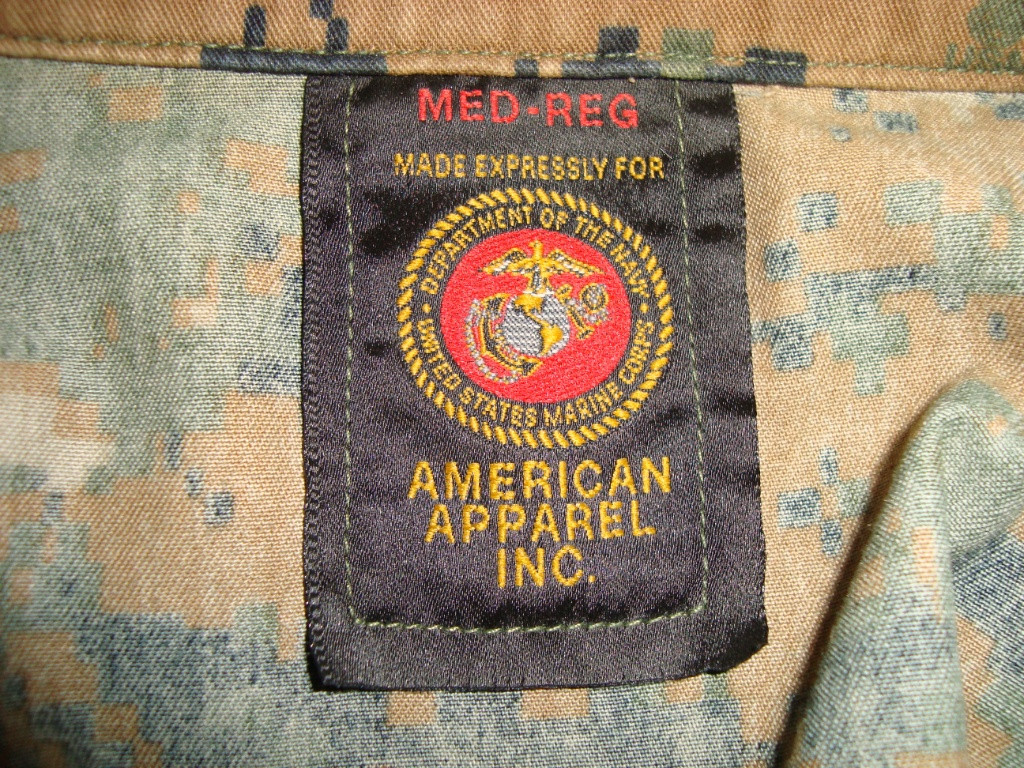 MED-REG
MADE EXPRESSLY FOR
DEPARTMENT OF THE NAVY
UNITED STATES MARINE CORPS
AMERICAN
APPAREL
INC.